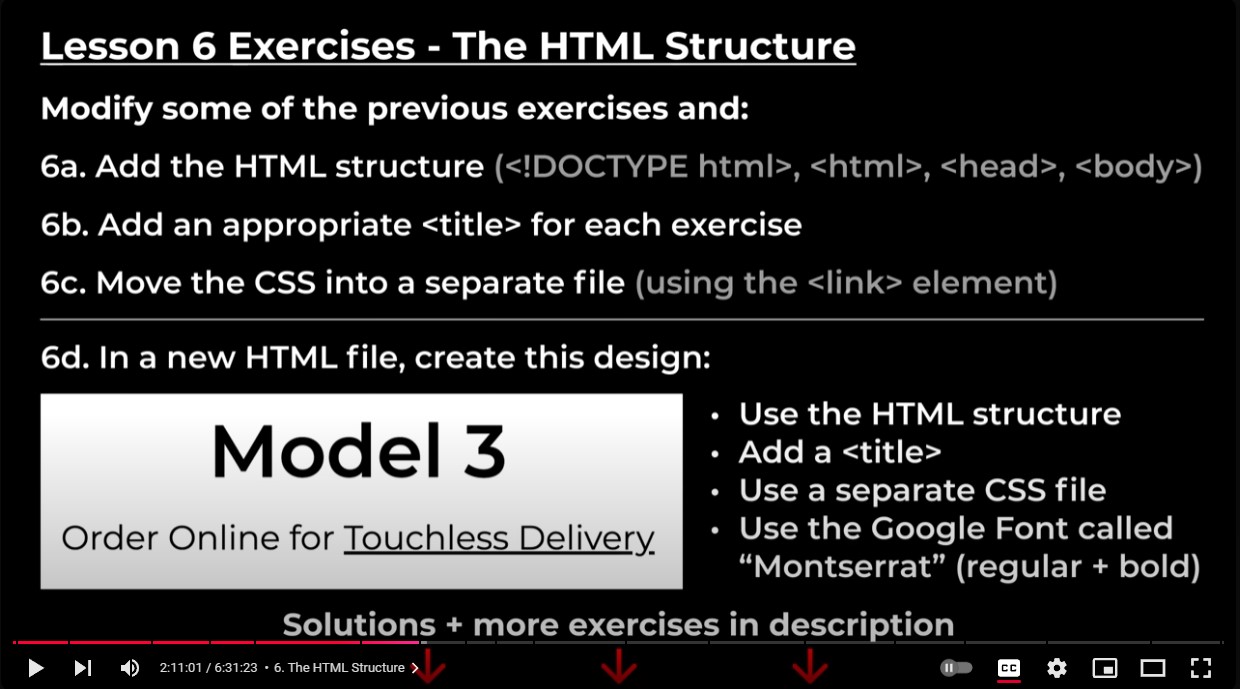 Lesson 6 Exercises - The HTML Structure
Modify some of the previous exercises and:
6a. Add the HTML structure (<!DOCTYPE html>, <html>, <head>, <body>)
6b. Add an appropriate <title> for each exercise
6c. Move the CSS into a separate file (using the <link> element)
6d. In a new HTML file, create this design:
Model 3
Order Online for Touchless Delivery
• Use the HTML structure
• Add a <title>
• Use a separate CSS file
• Use the Google Font called
“Montserrat” (regular + bold)
Solutions + more exercises in description
2:11:01 / 6:31:23 • 6. The HTML Structure
CC